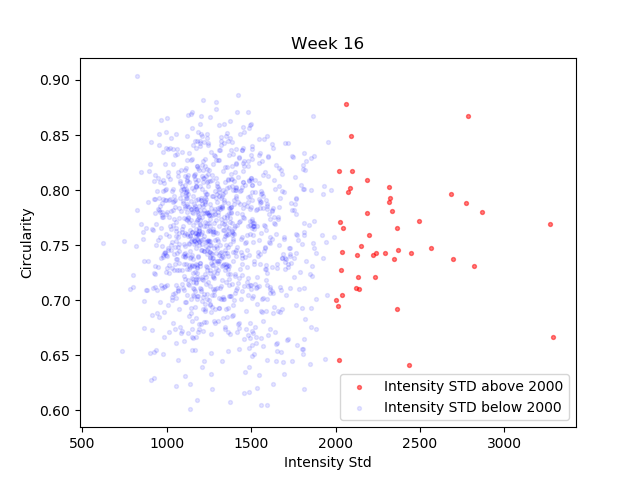 Week 16
0.90
0.85
0.80
0.75
0.70
0.65
0.60
Circularity
Intensity STD above 2000
Intensity STD below 2000
500 1000 1500 2000 2500 3000
Intensity Std